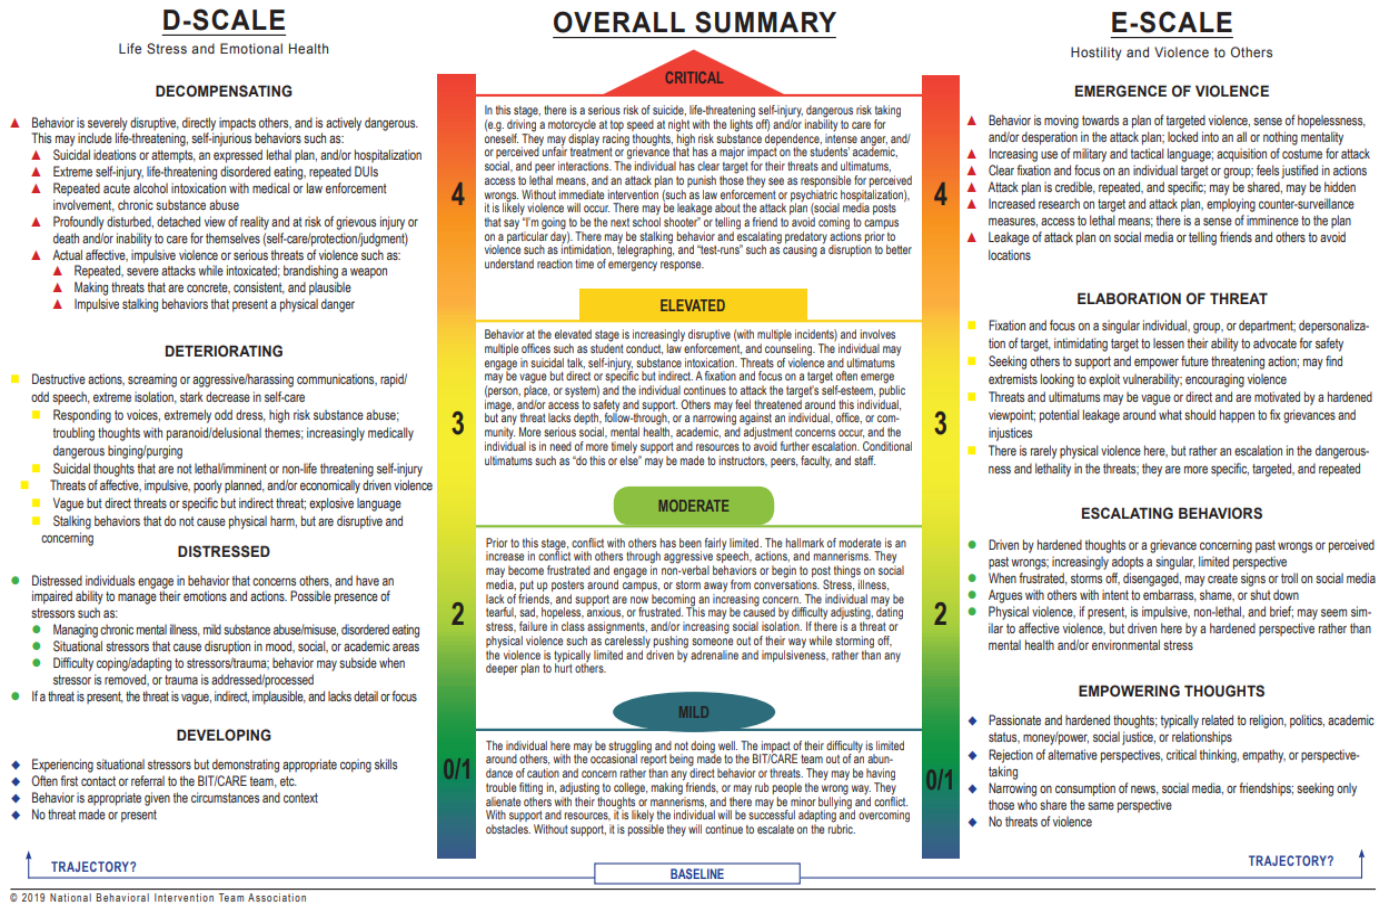 D-SCALE
Life Stress and Emotional Health
DECOMPENSATING
Behavior is severely disruptive, directly impacts others, and is actively dangerous.
This may include life-threatening, self-injurious behaviors such as:
Suicidal ideations or attempts, an expressed lethal plan, and/or hospitalization
Extreme self-injury, life-threatening disordered eating, repeated DUIs
Repeated acute alcohol intoxication with medical or law enforcement
involvement, chronic substance abuse
Profoundly disturbed, detached view of reality and at risk of grievous injury or
death and/or inability to care for themselves (self-care/protection/judgment)
Actual affective, impulsive violence or serious threats of violence such as:
Repeated, severe attacks while intoxicated; brandishing a weapon
Making threats that are concrete, consistent, and plausible
Impulsive stalking behaviors that present a physical danger
DETERIORATING
Destructive actions, screaming or aggressive/harassing communications, rapid/
odd speech, extreme isolation, stark decrease in self-care
Responding to voices, extremely odd dress, high risk substance abuse;
troubling thoughts with paranoid/delusional themes; increasingly medically
dangerous binging/purging
Suicidal thoughts that are not lethal/imminent or non-life threatening self-injury
Threats of affective, impulsive, poorly planned, and/or economically driven violence
Vague but direct threats or specific but indirect threat; explosive language
Stalking behaviors that do not cause physical harm, but are disruptive and
concerning
DISTRESSED
Distressed individuals engage in behavior that concerns others, and have an
impaired ability to manage their emotions and actions. Possible presence of
stressors such as:
Managing chronic mental illness, mild substance abuse/misuse, disordered eating
Situational stressors that cause disruption in mood, social, or academic areas
Difficulty coping/adapting to stressors/trauma; behavior may subside when
stressor is removed, or trauma is addressed/processed
If a threat is present, the threat is vague, indirect, implausible, and lacks detail or focus
DEVELOPING
Experiencing situational stressors but demonstrating appropriate coping skills
Often first contact or referral to the BIT/CARE team, etc.
Behavior is appropriate given the circumstances and context
No threat made or present
TRAJECTORY?
4
3
2
0/1
OVERALL SUMMARY
CRITICAL
In this stage, there is a serious risk of suicide, life-threatening self-injury, dangerous risk taking
(e.g. driving a motorcycle at top speed at night with the lights off) and/or inability to care for
oneself. They may display racing thoughts, high risk substance dependence, intense anger, and/
or perceived unfair treatment or grievance that has a major impact on the students' academic,
social, and peer interactions. The individual has clear target for their threats and ultimatums,
access to lethal means, and an attack plan to punish those they see as responsible for perceived
wrongs. Without immediate intervention (such as law enforcement or psychiatric hospitalization),
it is likely violence will occur. There may be leakage about the attack plan (social media posts
that say “I'm going to be the next school shooter” or telling a friend to avoid coming to campus
on a particular day). There may be stalking behavior and escalating predatory actions prior to
violence such as intimidation, telegraphing, and “test-runs” such as causing a disruption to better
understand reaction time of emergency response.
ELEVATED
Behavior at the elevated stage is increasingly disruptive (with multiple incidents) and involves
multiple offices such as student conduct, law enforcement, and counseling. The individual may
engage in suicidal talk, self-injury, substance intoxication. Threats of violence and ultimatums
may be vague but direct or specific but indirect. A fixation and focus on a target often emerge
(person, place, or system) and the individual continues to attack the target's self-esteem, public
image, and/or access to safety and support. Others may feel threatened around this individual,
but any threat lacks depth, follow-through, or a narrowing against an individual, office, or com-
munity. More serious social, mental health, academic, and adjustment concerns occur, and the
individual is in need of more timely support and resources to avoid further escalation. Conditional
ultimatums such as “do this or else” may be made to instructors, peers, faculty, and staff.
MODERATE
Prior to this stage, conflict with others has been fairly limited. The hallmark of moderate is an
increase in conflict with others through aggressive speech, actions, and mannerisms. They
may become frustrated and engage in non-verbal behaviors or begin to post things on social
media, put up posters around campus, or storm away from conversations. Stress, illness,
lack of friends, and support are now becoming an increasing concern. The individual may be
tearful, sad, hopeless, anxious, or frustrated. This may be caused by difficulty adjusting, dating
stress, failure in class assignments, and/or increasing social isolation. If there is a threat or
physical violence such as carelessly pushing someone out of their way while storming off,
the violence is typically limited and driven by adrenaline and impulsiveness, rather than any
deeper plan to hurt others.
MILD
The individual here may be struggling and not doing well. The impact of their difficulty is limited
around others, with the occasional report being made to the BIT/CARE team out of an abun-
dance of caution and concern rather than any direct behavior or threats. They may be having
trouble fitting in, adjusting to college, making friends, or may rub people the wrong way. They
alienate others with their thoughts or mannerisms, and there may be minor bullying and conflict.
With support and resources, it is likely the individual will be successful adapting and overcoming
obstacles. Without support, it is possible they will continue to escalate on the rubric.
BASELINE
4
3
2
0/1
E-SCALE
Hostility and Violence to Others
EMERGENCE OF VIOLENCE
Behavior is moving towards a plan of targeted violence, sense of hopelessness,
and/or desperation in the attack plan; locked into an all or nothing mentality
Increasing use of military and tactical language; acquisition of costume for attack
Clear fixation and focus on an individual target or group; feels justified in actions
Attack plan is credible, repeated, and specific; may be shared, may be hidden
Increased research on target and attack plan, employing counter-surveillance
measures, access to lethal means; there is a sense of imminence to the plan
Leakage of attack plan on social media or telling friends and others to avoid
locations
ELABORATION OF THREAT
Fixation and focus on a singular individual, group, or department; depersonaliza-
tion of target, intimidating target to lessen their ability to advocate for safety
Seeking others to support and empower future threatening action; may find
extremists looking to exploit vulnerability; encouraging violence
Threats and ultimatums may be vague or direct and are motivated by a hardened
viewpoint; potential leakage around what should happen to fix grievances and
injustices
There is rarely physical violence here, but rather an escalation in the dangerous-
ness and lethality in the threats; they are more specific, targeted, and repeated
ESCALATING BEHAVIORS
Driven by hardened thoughts or a grievance concerning past wrongs or perceived
past wrongs; increasingly adopts a singular, limited perspective
When frustrated, storms off, disengaged, may create signs or troll on social media
Argues with others with intent to embarrass, shame, or shut down
Physical violence, if present, is impulsive, non-lethal, and brief; may seem sim-
ilar to affective violence, but driven here by a hardened perspective rather than
mental health and/or environmental stress
EMPOWERING THOUGHTS
Passionate and hardened thoughts; typically related to religion, politics, academic
status, money/power, social justice, or relationships
Rejection of alternative perspectives, critical thinking, empathy, or perspective-
taking
Narrowing on consumption of news, social media, or friendships; seeking only
those who share the same perspective
No threats of violence
TRAJECTORY?
© 2019 National Behavioral Intervention Team Association